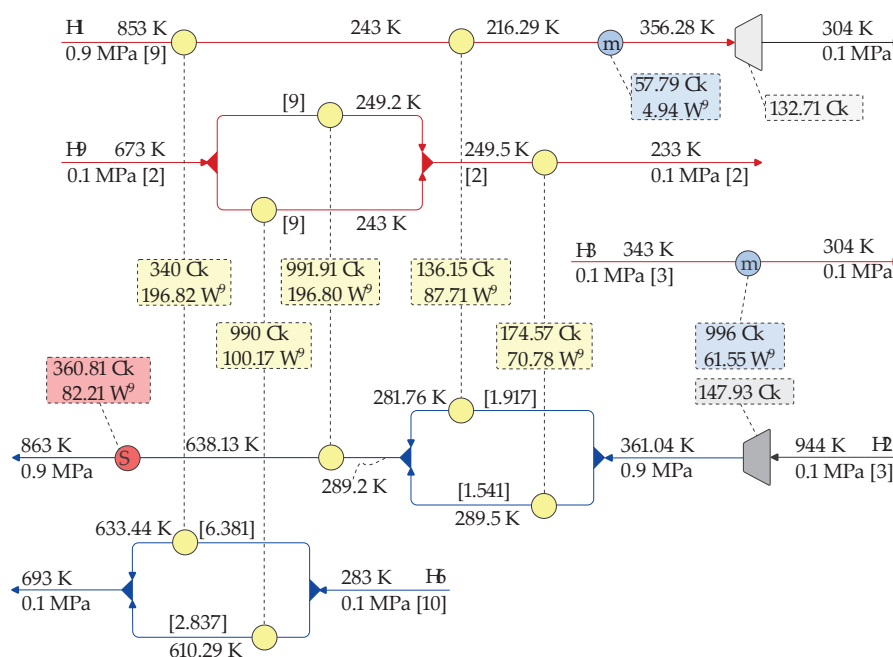 H1 853 K 243 K 216.29 K 356.28 K 304 K
0.9 MPa [9] m 0.1 MPa
57.79 Ck
4.94 W⁹
132.71 Ck
[9] 249.2 K
H9 673 K 249.5 K 233 K
0.1 MPa [2] [2] 0.1 MPa [2]
[9] 243 K
H3 343 K 304 K
0.1 MPa [3] m 0.1 MPa
340 Ck
196.82 W⁹
991.91 Ck
196.80 W⁹
136.15 Ck
87.71 W⁹
990 Ck
100.17 W⁹
174.57 Ck
70.78 W⁹
996 Ck
61.55 W⁹
360.81 Ck
82.21 W⁹
147.93 Ck
281.76 K [1.917]
863 K S 638.13 K 361.04 K 944 K H2
0.9 MPa 289.2 K 0.9 MPa 0.1 MPa [3]
[1.541]
289.5 K
633.44 K [6.381]
693 K 283 K H6
0.1 MPa 0.1 MPa [10]
[2.837]
610.29 K